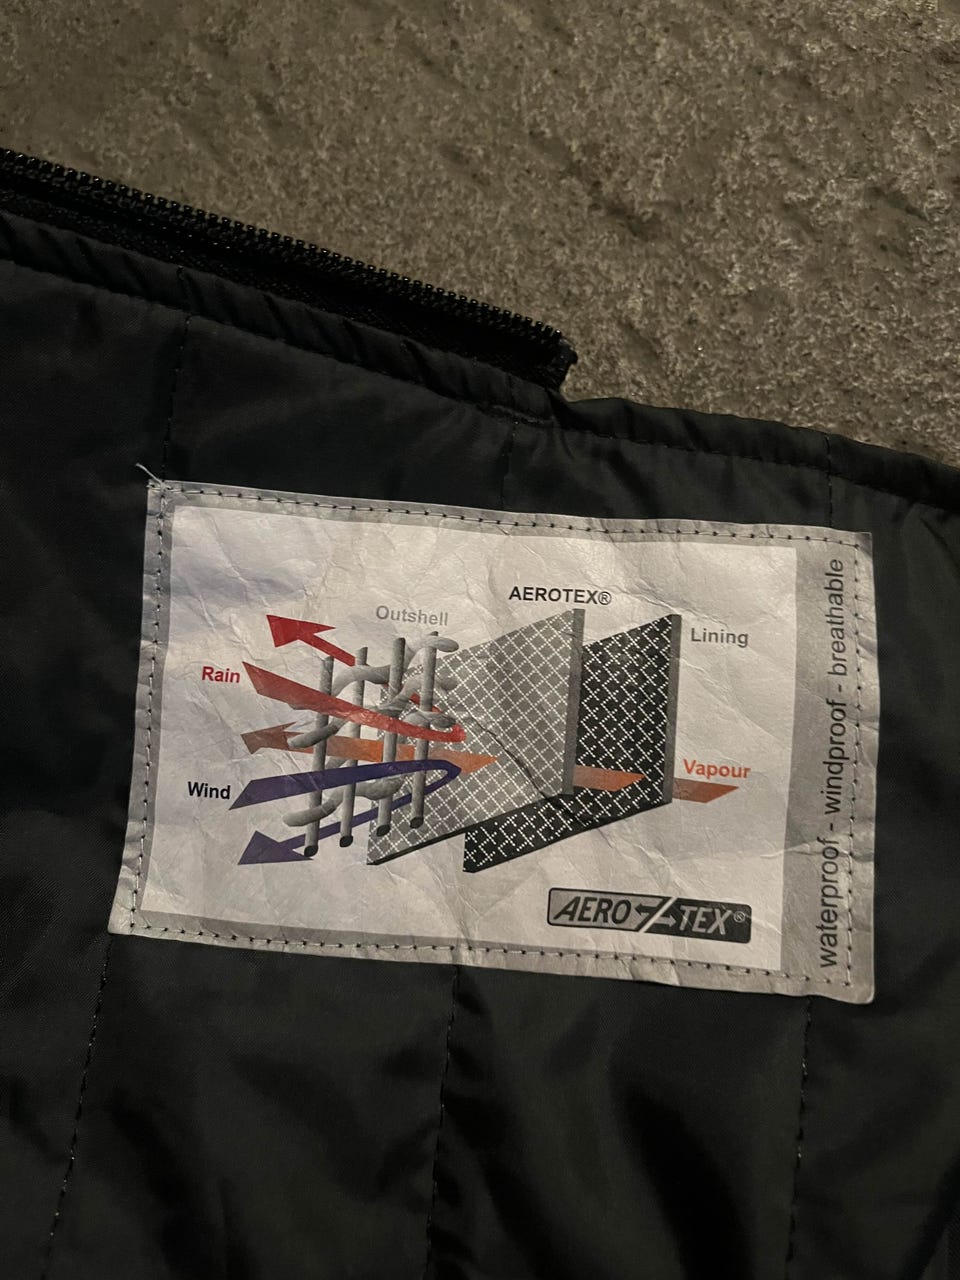 AEROTEX®
Outshell
Lining
Rain
Vapour
Wind
AERO TEX®
waterproof - windproof - breathable